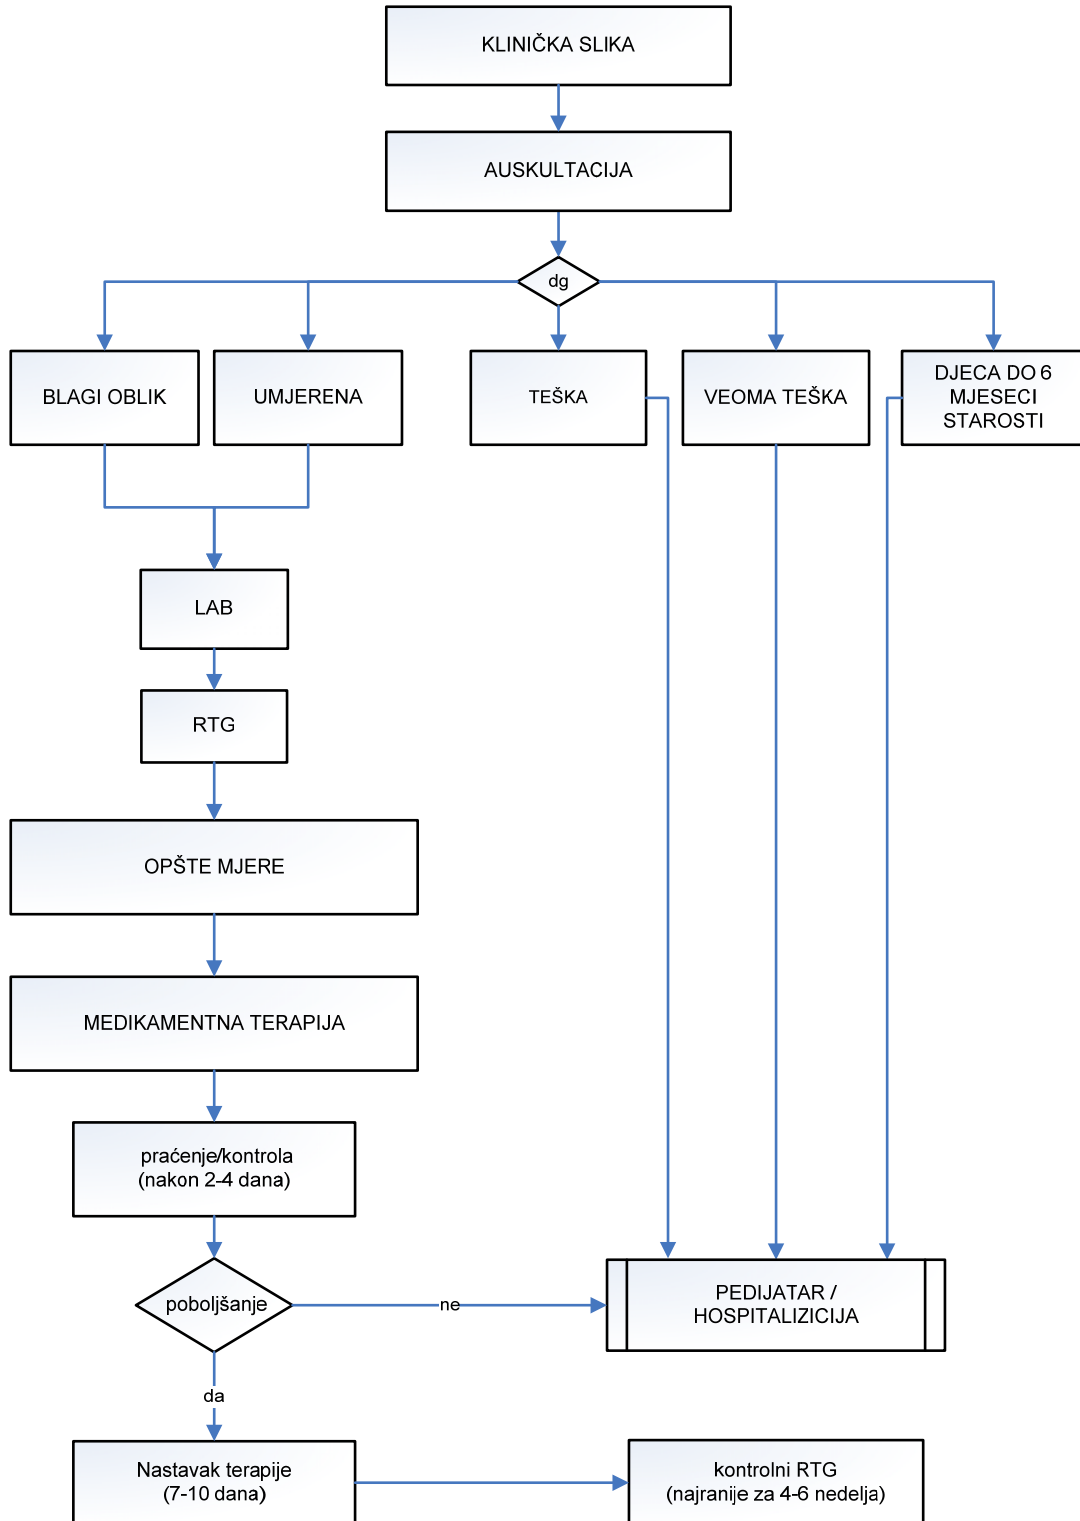 KLINIČKA SLIKA
AUSKULTACIJA
dg
BLAGI OBLIK
UMJERENA
TEŠKA
VEOMA TEŠKA
DJECA DO 6
MJESECI
STAROSTI
LAB
RTG
OPŠTE MJERE
MEDIKAMENTNA TERAPIJA
praćenje/kontrola
(nakon 2-4 dana)
poboljšanje
ne
PEDIJATAR /
HOSPITALIZICIJA
da
Nastavak terapije
(7-10 dana)
kontrolni RTG
(najranije za 4-6 nedelja)